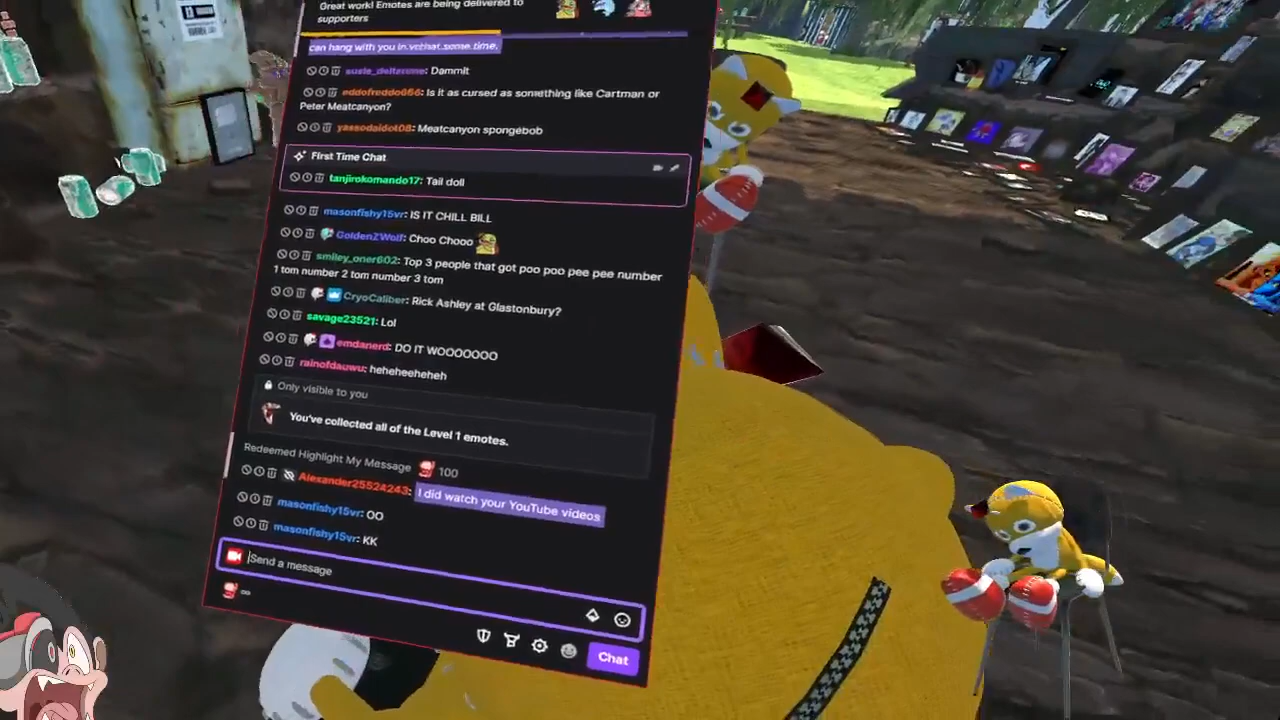 Great work! Emotes are being delivered to
supporters
can hang with you in vrchat some time.
susie_deltarune: Dammit
eddofreddo666: Is it as cursed as something like Cartman or
Peter Meatcanyon?
yassodaidot08: Meatcanyon spongebob
First Time Chat
tanjirokomando17: Tail doll
masonfishy15vr: IS IT CHILL BILL
GoldenZWolf: Choo Chooo
smiley_oner602: Top 3 people that got poo poo pee pee number
1 tom number 2 tom number 3 tom
CryoCaliber: Rick Ashley at Glastonbury?
savage23521: Lol
emdanerd: DO IT WOOOOOOO
rainofdauwu: heheheeheheh
Only visible to you
You've collected all of the Level 1 emotes.
Redeemed Highlight My Message 100
Alexander25524243: I did watch your YouTube videos
masonfishy15vr: OO
masonfishy15vr: KK
Send a message
∞
Chat